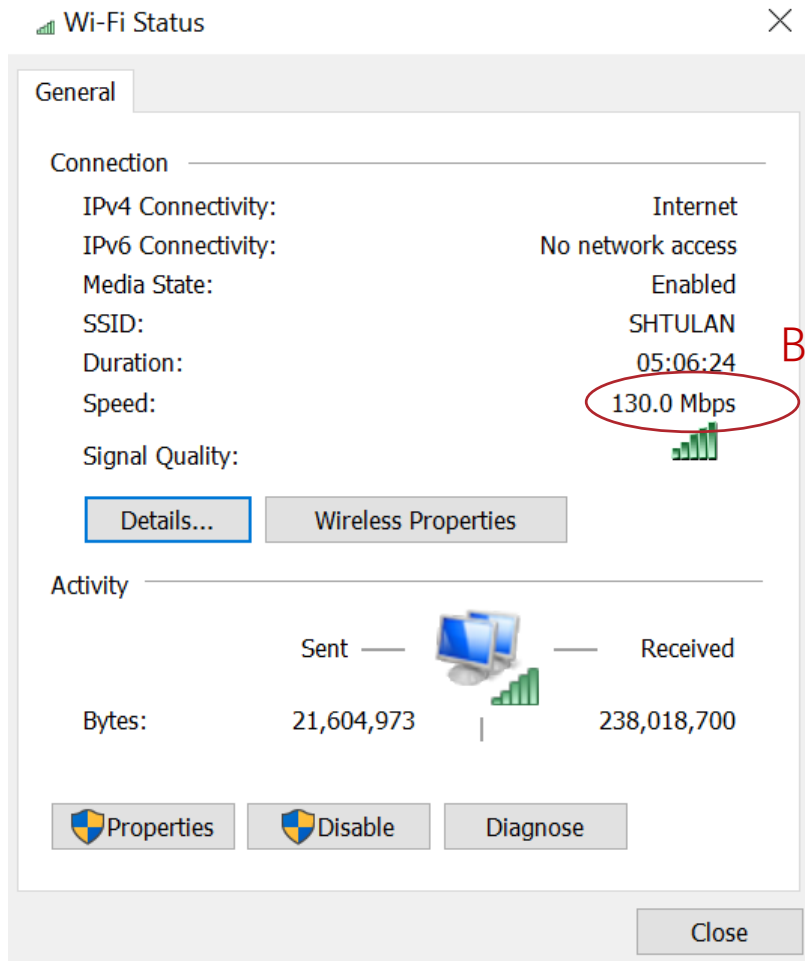 Wi-Fi Status
General
Connection
IPv4 Connectivity: Internet
IPv6 Connectivity: No network access
Media State: Enabled
SSID: SHTULAN
Duration: 05:06:24
B
Speed: 130.0 Mbps
Signal Quality:
Details... Wireless Properties
Activity
Sent Received
Bytes: 21,604,973 238,018,700
Properties Disable Diagnose
Close